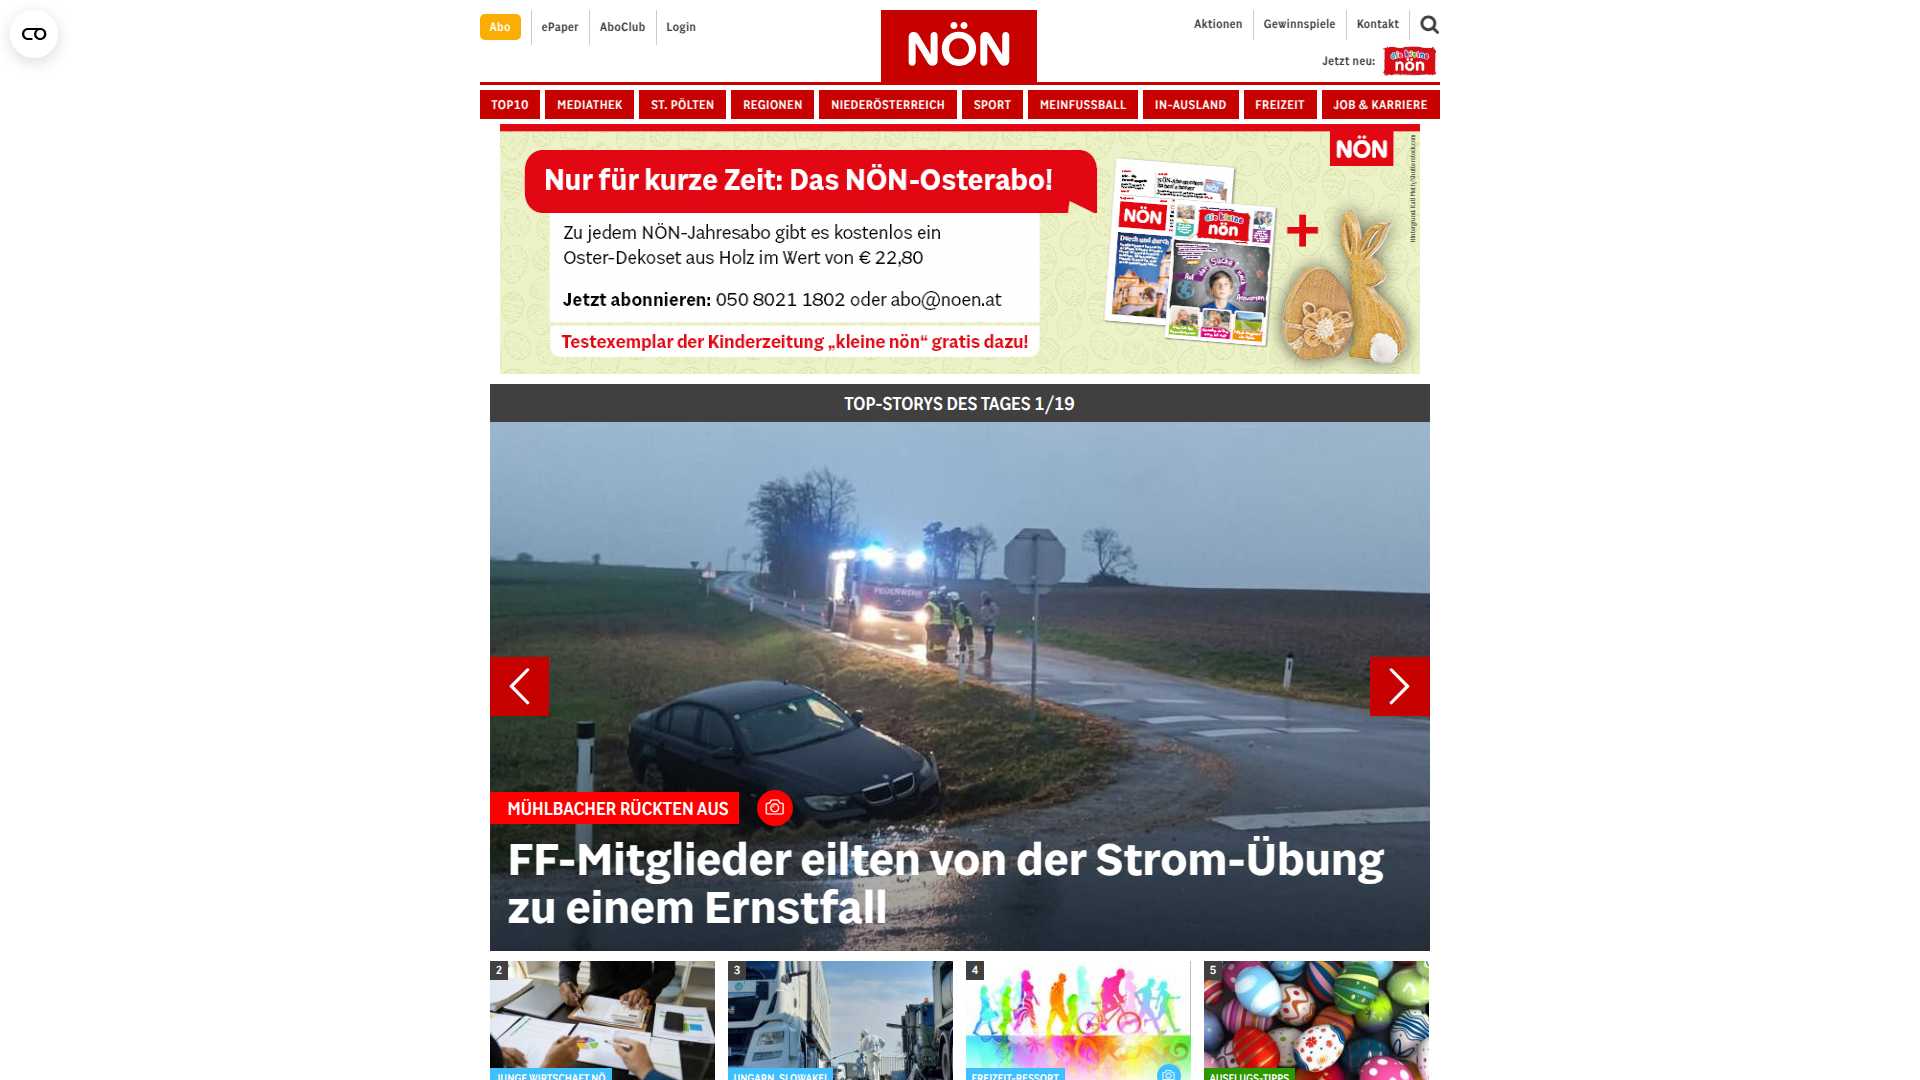 Abo
ePaper
AboClub
Login
NÖN
Aktionen
Gewinnspiele
Kontakt
Jetzt neu:
die kleine
nön
TOP10
MEDIATHEK
ST. PÖLTEN
REGIONEN
NIEDERÖSTERREICH
SPORT
MEINFUSSBALL
IN-AUSLAND
FREIZEIT
JOB & KARRIERE
Nur für kurze Zeit: Das NÖN-Osterabo!
Zu jedem NÖN-Jahresabo gibt es kostenlos ein
Oster-Dekoset aus Holz im Wert von € 22,80
Jetzt abonnieren: 050 8021 1802 oder abo@noen.at
Testexemplar der Kinderzeitung „kleine nön“ gratis dazu!
NÖN
NÖN
Durch und durch
die kleine
nön
+
TOP-STORYS DES TAGES 1/19
FEUERWEHR
MÜHLBACHER RÜCKTEN AUS
FF-Mitglieder eilten von der Strom-Übung
zu einem Ernstfall
2
3
4
5
JUNGE WIRTSCHAFT NÖ
UNGARN, SLOWAKEI
FREIZEIT-RESSORT
AUSFLUGS-TIPPS